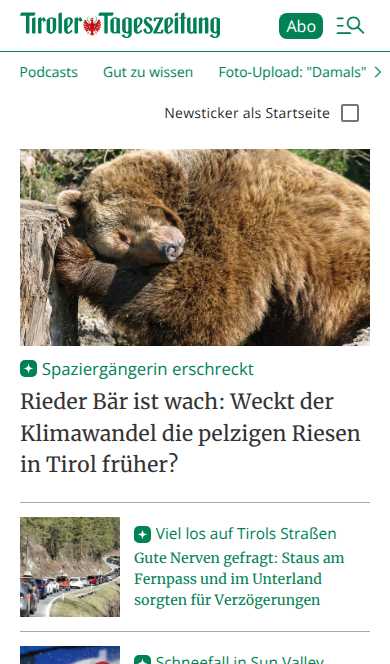 Tiroler Tageszeitung
Abo
Podcasts Gut zu wissen Foto-Upload: "Damals"
Newsticker als Startseite
Spaziergängerin erschreckt
Rieder Bär ist wach: Weckt der
Klimawandel die pelzigen Riesen
in Tirol früher?
Viel los auf Tirols Straßen
Gute Nerven gefragt: Staus am
Fernpass und im Unterland
sorgten für Verzögerungen
Schneefall in Sun Valley